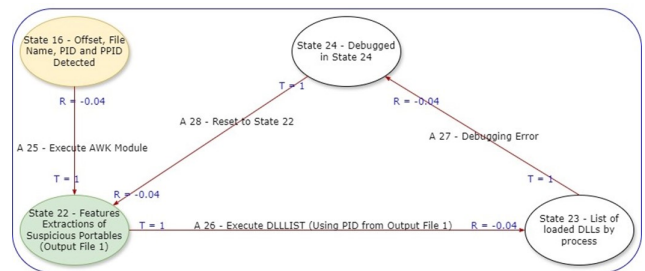 State 16 - Offset, File
Name, PID and PPID
Detected
State 24 - Debugged
in State 24
R = -0.04
T = 1
R = -0.04
A 28 - Reset to State 22
A 27 - Debugging Error
A 25 - Execute AWK Module
T = 1
T = 1
R = -0.04
State 22 - Features
Extractions of
Suspicious Portables
(Output File 1)
T = 1
A 26 - Execute DLLLIST (Using PID from Output File 1)
R = -0.04
State 23 - List of
loaded DLLs by
process